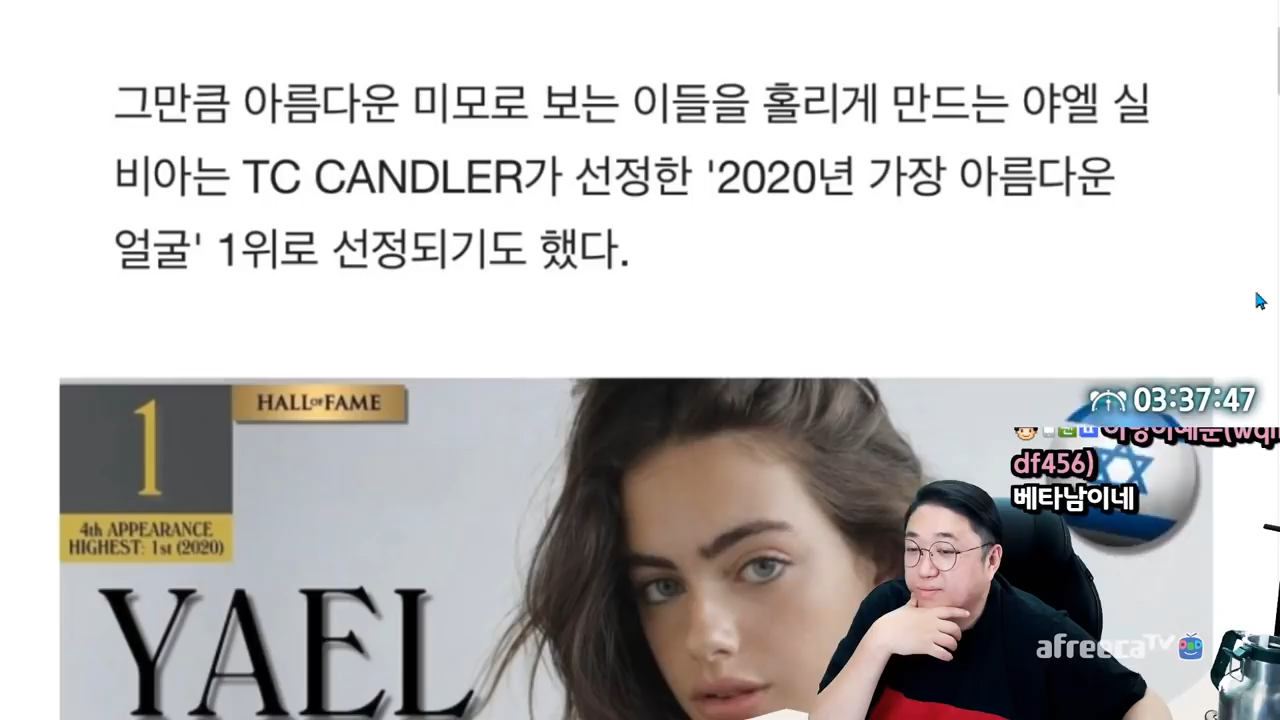 그만큼 아름다운 미모로 보는 이들을 홀리게 만드는 야엘 실
비아는 TC CANDLER가 선정한 '2020년 가장 아름다운
얼굴' 1위로 선정되기도 했다.
1
HALL OF FAME
4th APPEARANCE
HIGHEST: 1st (2020)
YAEL
03:37:47
df456)
베타남이네
afreecaTV